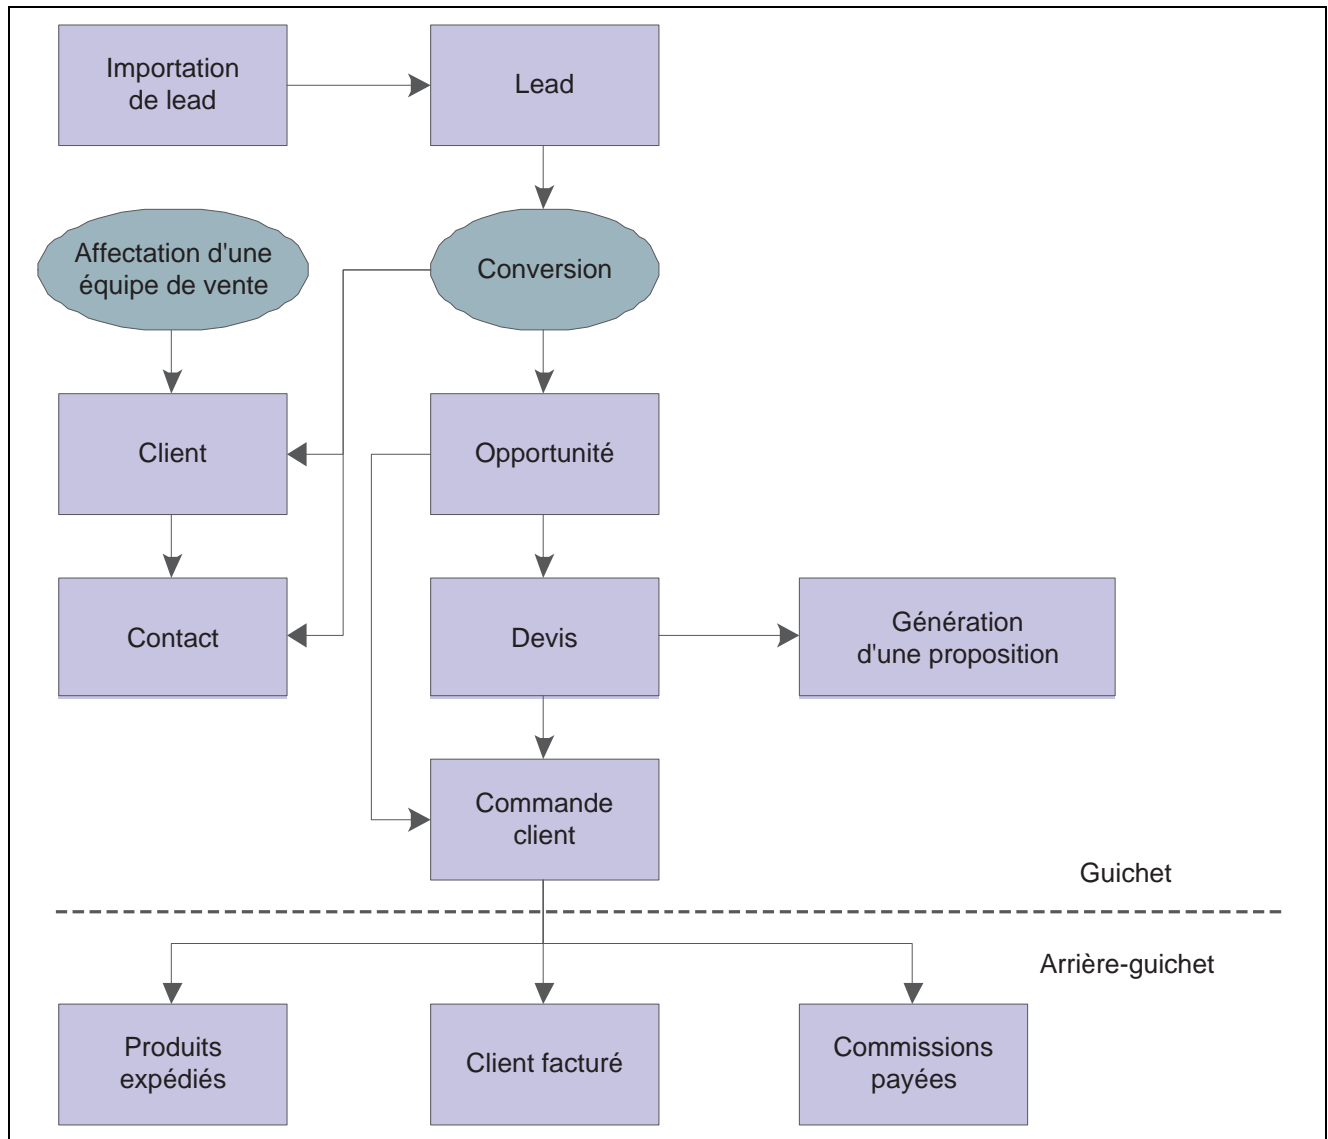 Importation
de lead
Lead
Affectation d'une
équipe de vente
Conversion
Client
Opportunité
Contact
Devis
Génération
d'une proposition
Commande
client
Guichet
Arrière-guichet
Produits
expédiés
Client facturé
Commissions
payées